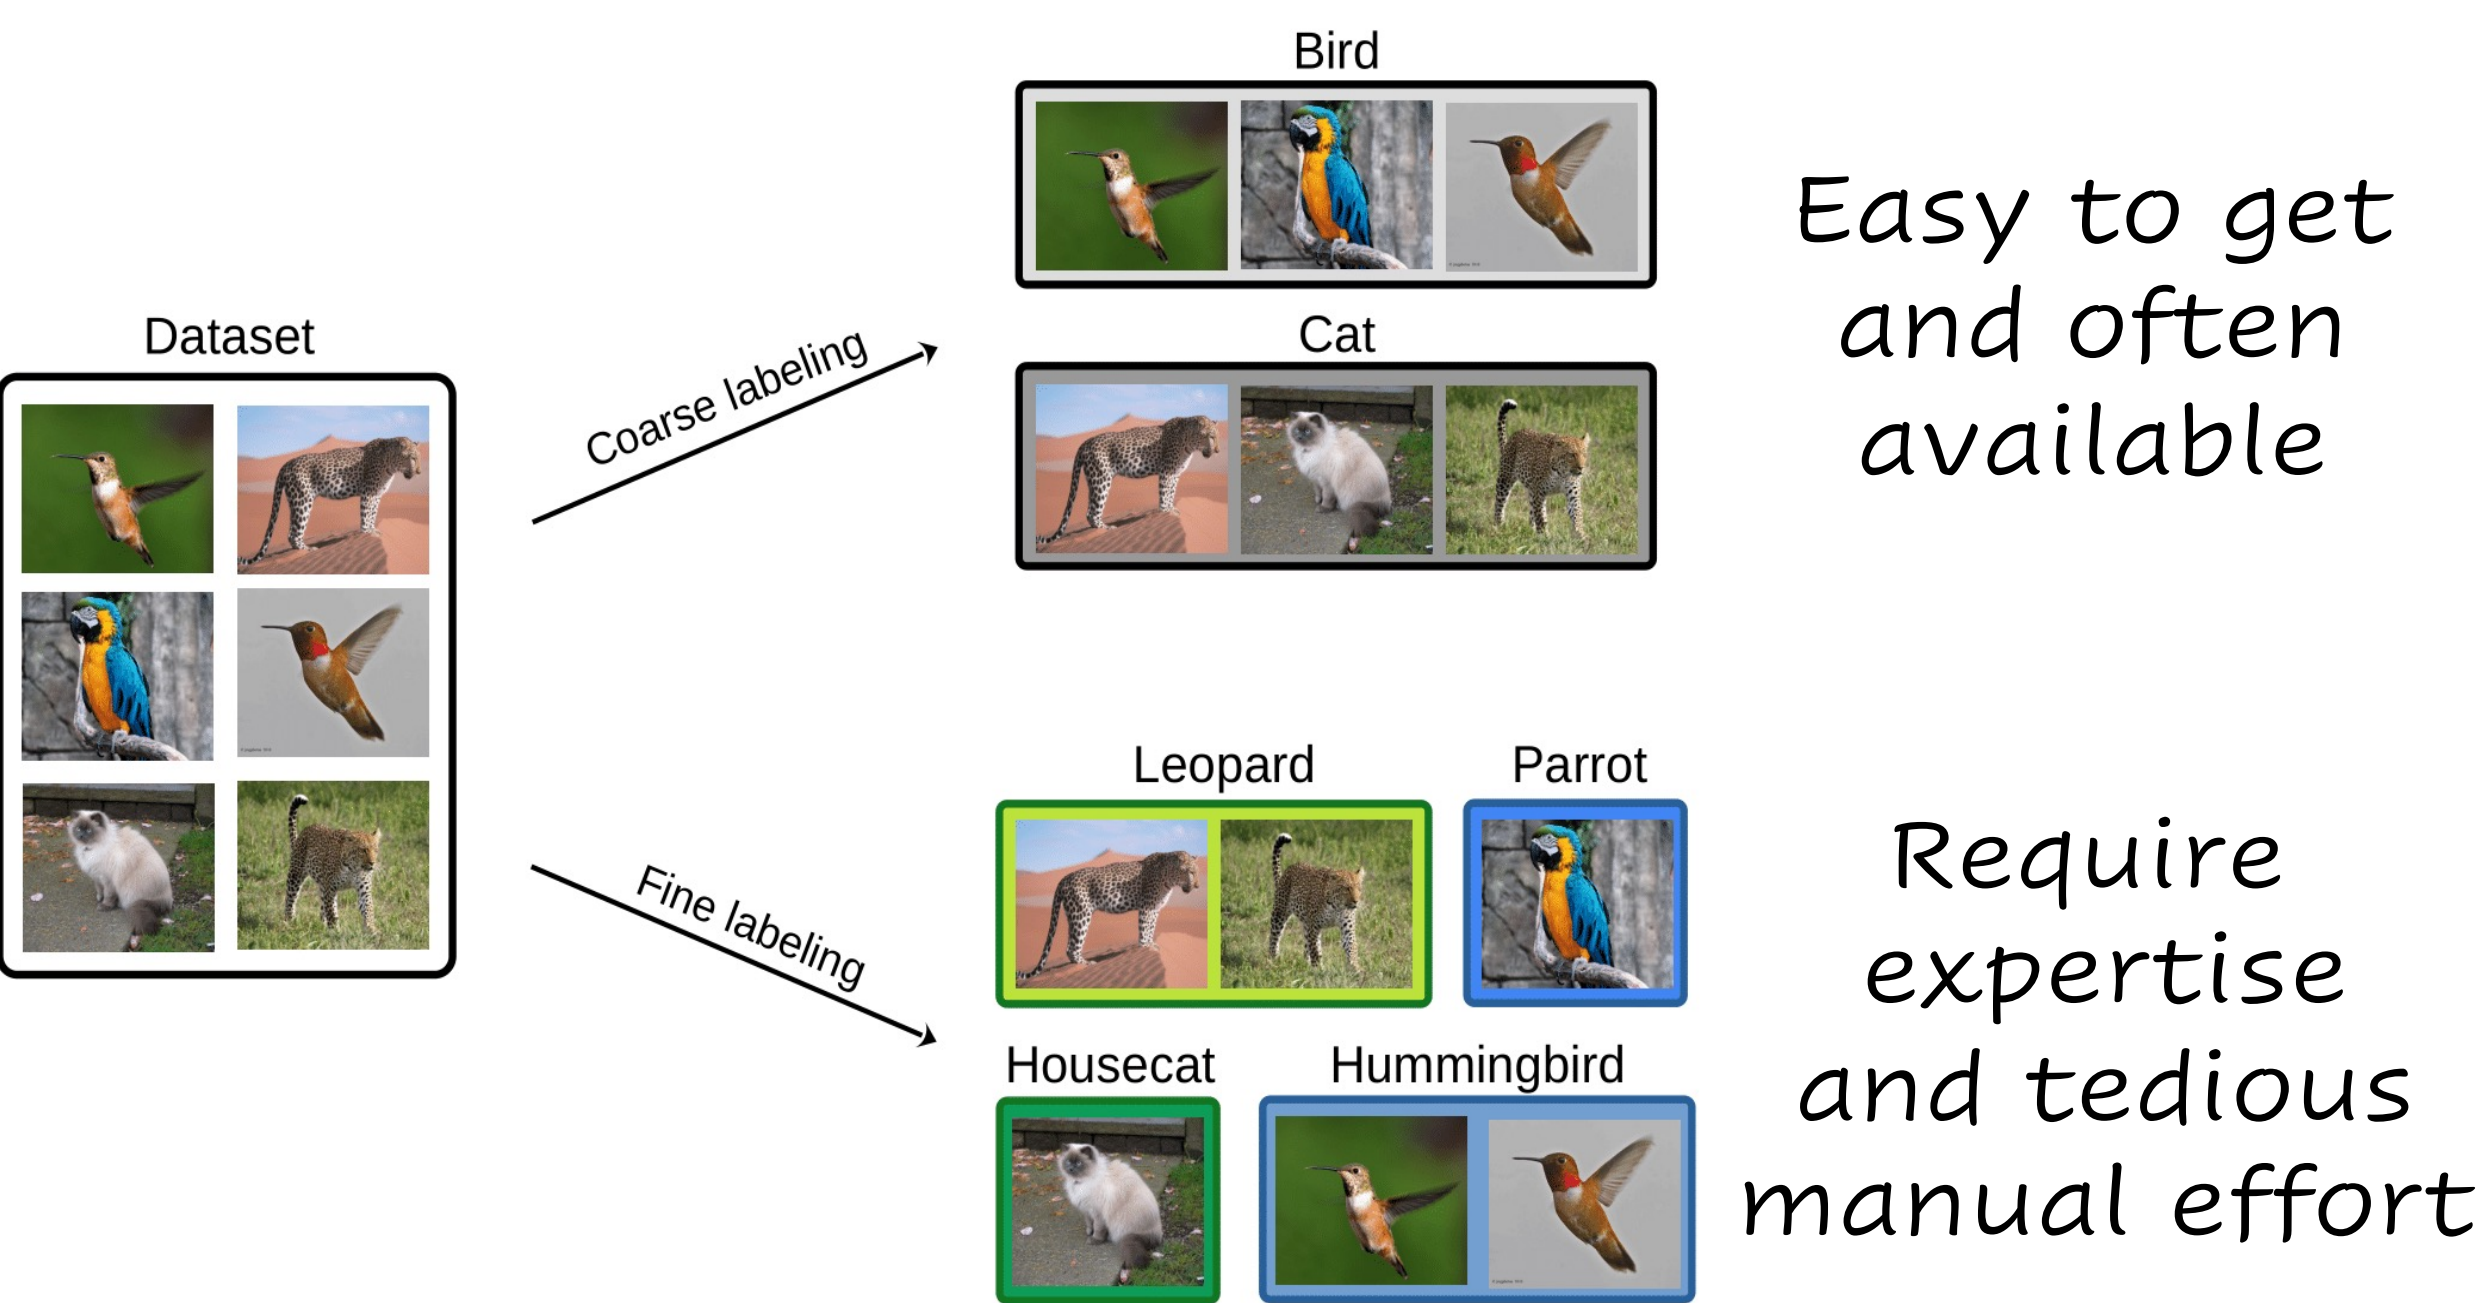 Dataset
Coarse labeling
Fine labeling
Bird
Cat
Easy to get
and often
available
Leopard
Parrot
Housecat
Hummingbird
Require
expertise
and tedious
manual effort